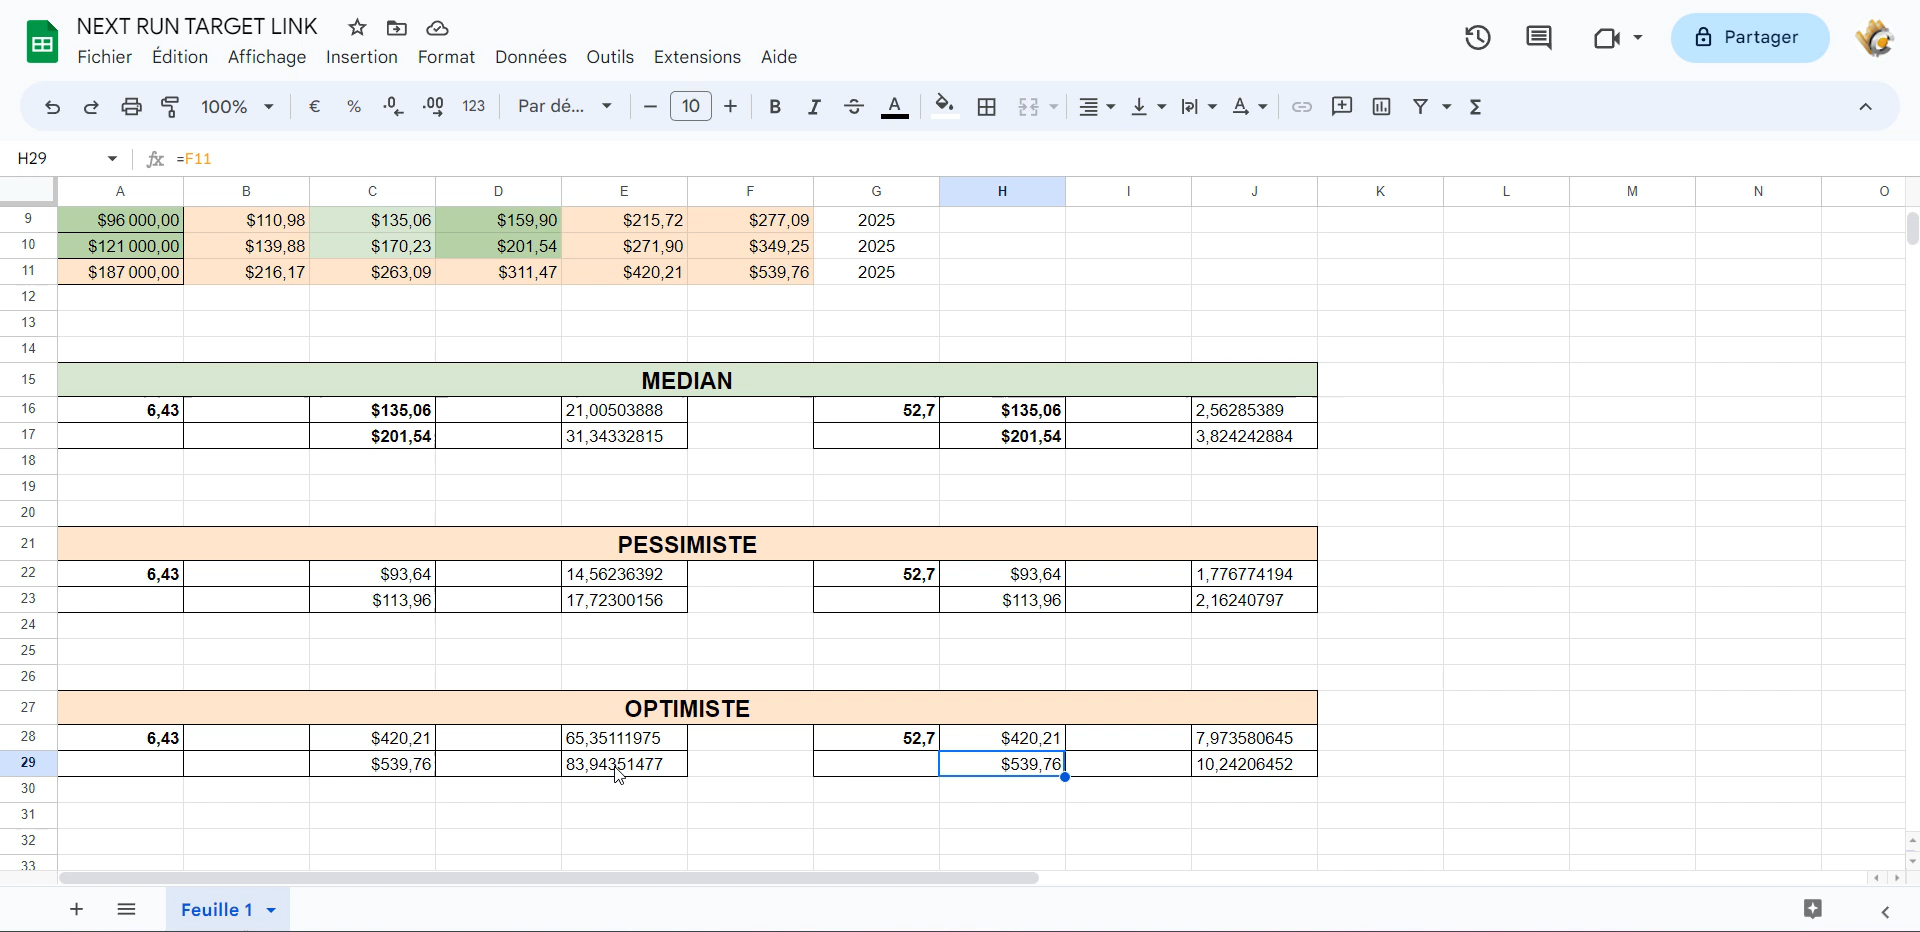 NEXT RUN TARGET LINK
Fichier Édition Affichage Insertion Format Données Outils Extensions Aide
Partager
100% € % .0 .00 123 Par dé... − 10 + B I S A Σ
H29 fx =F11
A B C D E F G H I J K L M N O
9 $96 000,00 $110,98 $135,06 $159,90 $215,72 $277,09 2025
10 $121 000,00 $139,88 $170,23 $201,54 $271,90 $349,25 2025
11 $187 000,00 $216,17 $263,09 $311,47 $420,21 $539,76 2025
12
13
14
15 MEDIAN
16 6,43 $135,06 21,00503888 52,7 $135,06 2,56285389
17 $201,54 31,34332815 $201,54 3,824242884
18
19
20
21 PESSIMISTE
22 6,43 $93,64 14,56236392 52,7 $93,64 1,776774194
23 $113,96 17,72300156 $113,96 2,16240797
24
25
26
27 OPTIMISTE
28 6,43 $420,21 65,35111975 52,7 $420,21 7,973580645
29 $539,76 83,94351477 $539,76 10,24206452
30
31
32
33
Feuille 1